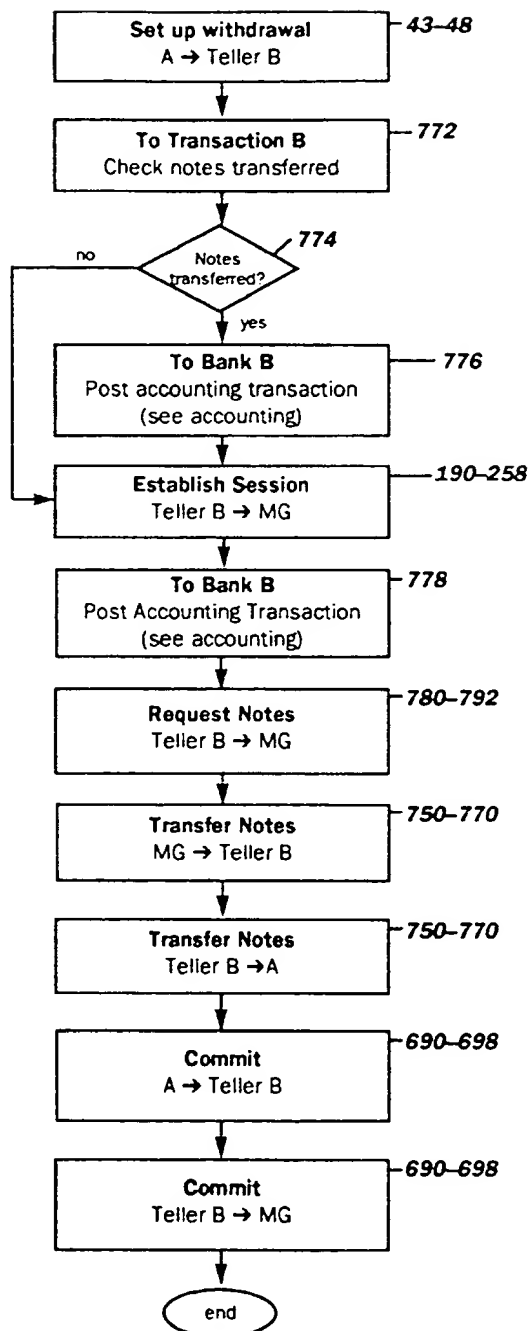 Set up withdrawal
A → Teller B
43–48
To Transaction B
Check notes transferred
772
Notes
transferred?
774
no
yes
To Bank B
Post accounting transaction
(see accounting)
776
Establish Session
Teller B → MG
190–258
To Bank B
Post Accounting Transaction
(see accounting)
778
Request Notes
Teller B → MG
780–792
Transfer Notes
MG → Teller B
750–770
Transfer Notes
Teller B → A
750–770
Commit
A → Teller B
690–698
Commit
Teller B → MG
690–698
end